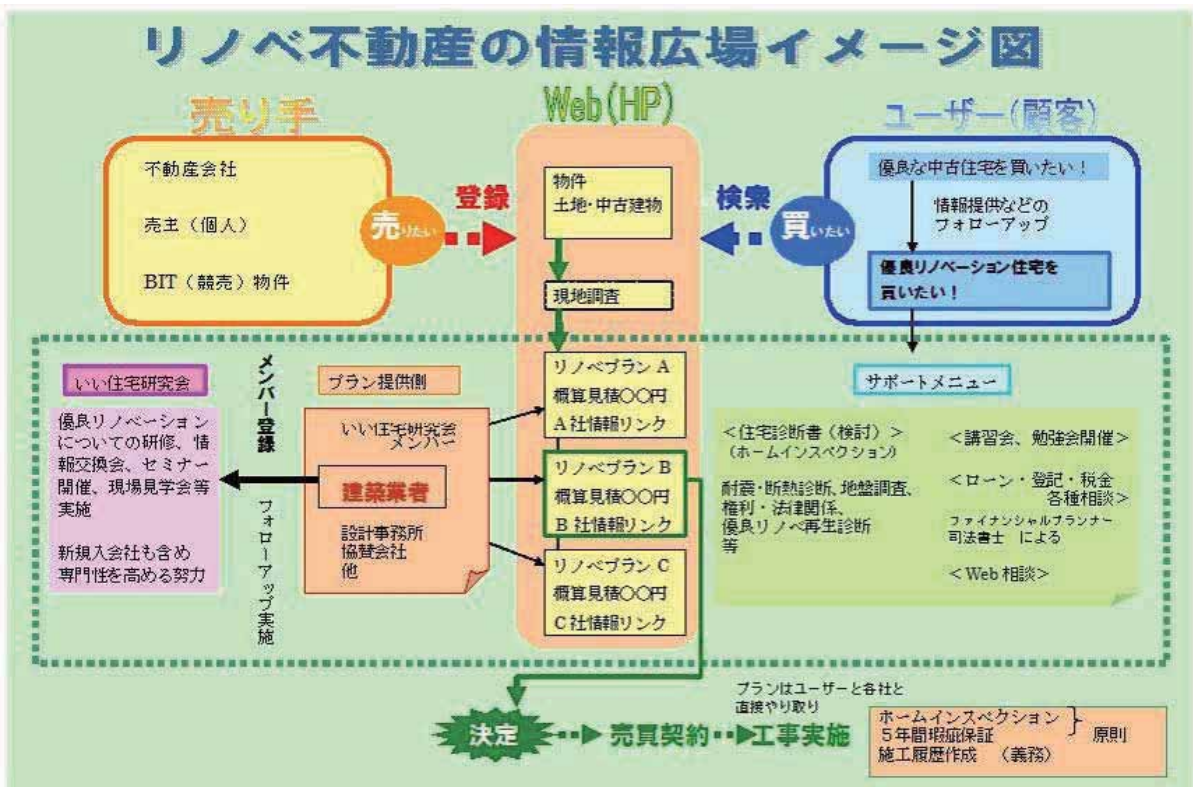 リノベ不動産の情報広場イメージ図
売り手
不動産会社
売主（個人）
BIT（競売）物件
売りたい
登録
Web(HP)
物件
土地・中古建物
現地調査
検索
買いたい
ユーザー(顧客)
優良な中古住宅を買いたい！
情報提供などの
フォローアップ
優良リノベーション住宅を
買いたい！
いい住宅研究会
優良リノベーション
についての研修、情
報交換会、セミナー
開催、現場見学会等
実施
新規入会社も含め
専門性を高める努力
メンバー登録
フォローアップ実施
プラン提供側
いい住宅研究会
メンバー
建築業者
設計事務所
協賛会社
他
リノベプラン A
概算見積〇〇円
A 社情報リンク
リノベプラン B
概算見積〇〇円
B 社情報リンク
リノベプラン C
概算見積〇〇円
C 社情報リンク
サポートメニュー
＜住宅診断書（検討）＞
(ホームインスペクション)
耐震・断熱診断、地盤調査、
権利・法律関係、
優良リノベ再生診断
等
＜講習会、勉強会開催＞
＜ローン・登記・税金
各種相談＞
ファイナンシャルプランナー
司法書士　による
＜Web 相談＞
決定
売買契約
工事実施
プランはユーザーと各社と
直接やり取り
ホームインスペクション
５年間瑕疵保証
施工履歴作成　（義務）
原則